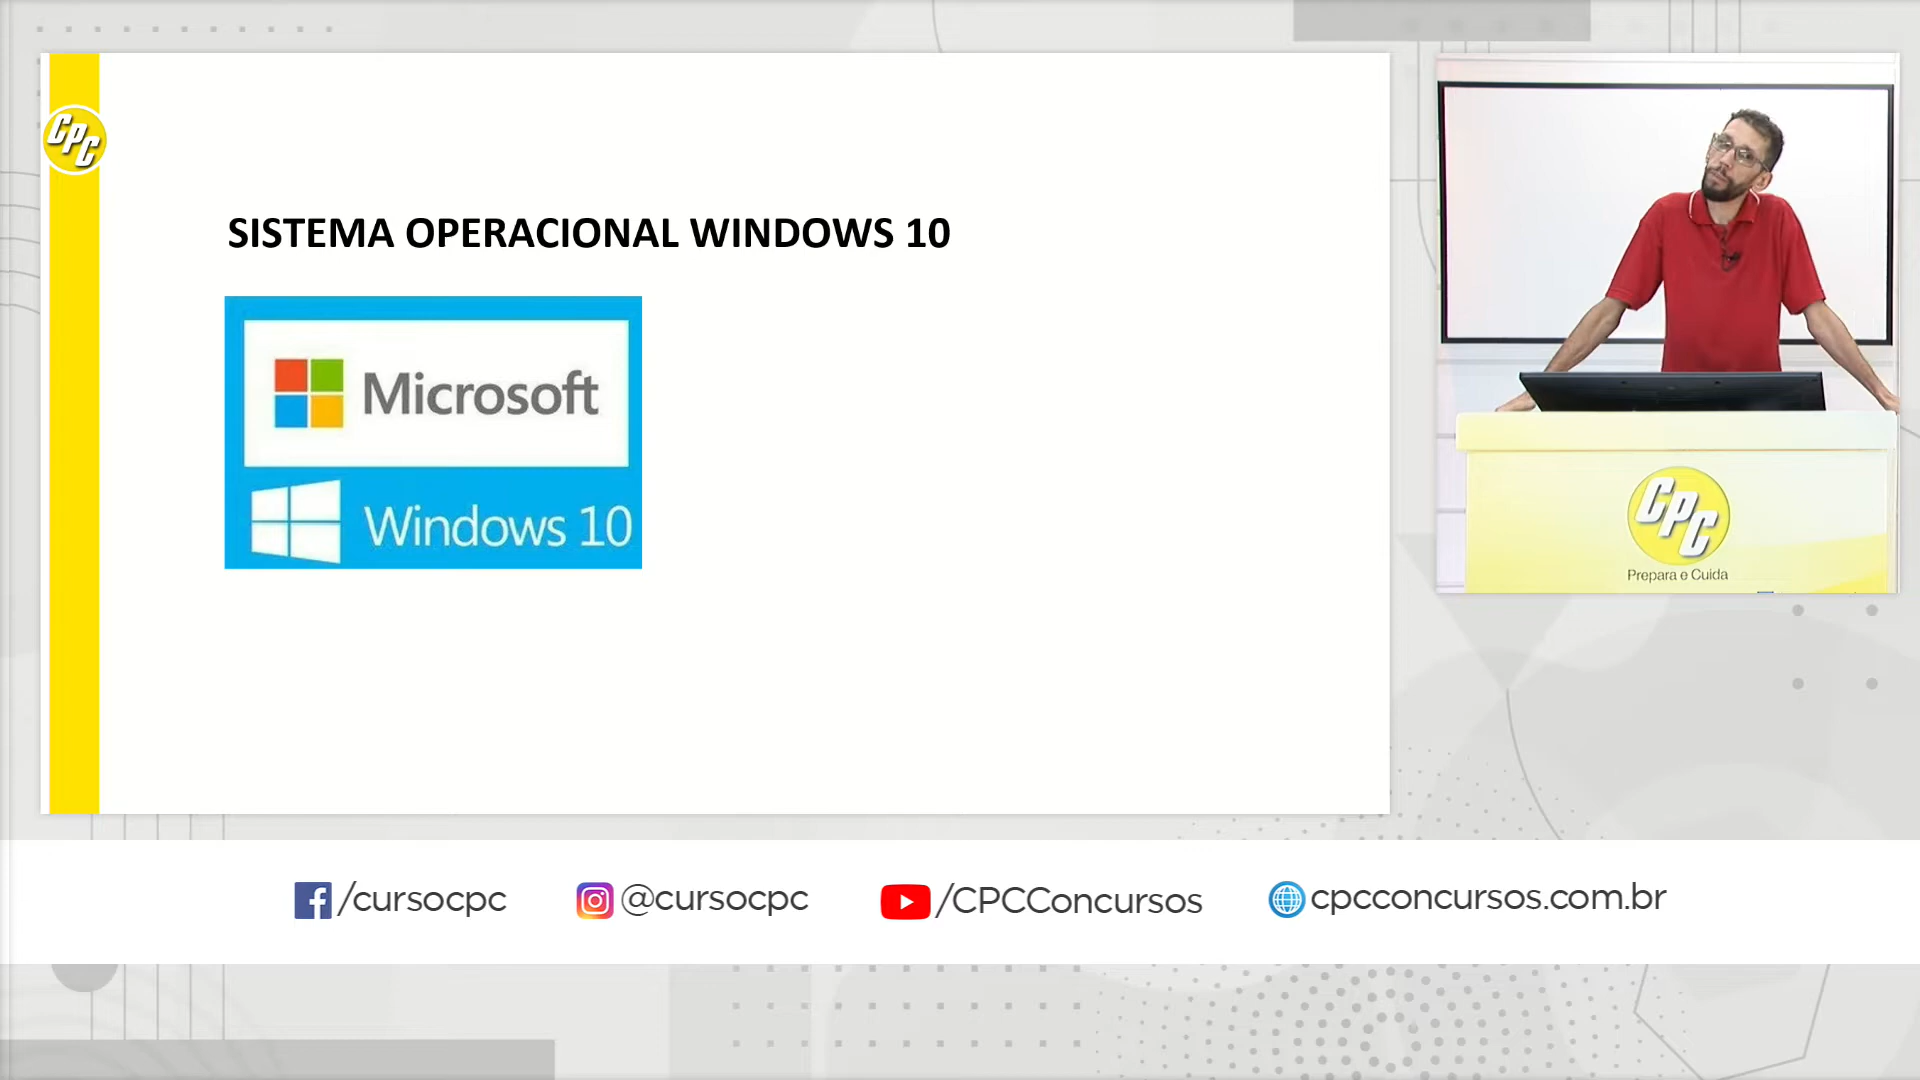 CPC
SISTEMA OPERACIONAL WINDOWS 10
Microsoft
Windows 10
CPC
Prepara e Cuida
/cursocpc
@cursocpc
/CPCConcursos
cpcconcursos.com.br